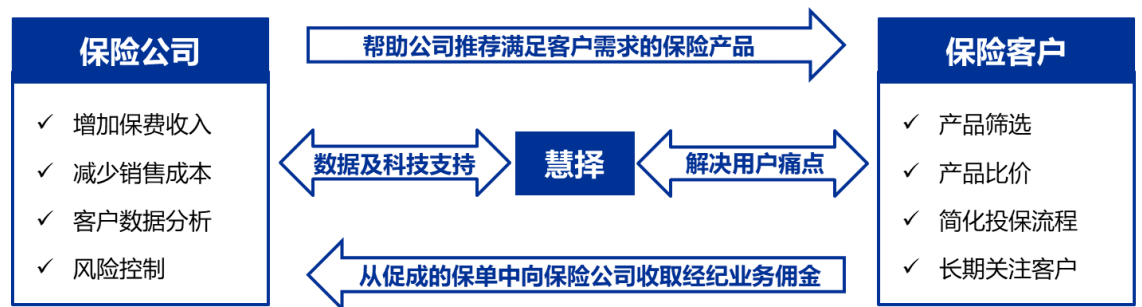 保险公司
增加保费收入
减少销售成本
客户数据分析
风险控制
帮助公司推荐满足客户需求的保险产品
数据及科技支持
慧择
解决用户痛点
从促成的保单中向保险公司收取经纪业务佣金
保险客户
产品筛选
产品比价
简化投保流程
长期关注客户